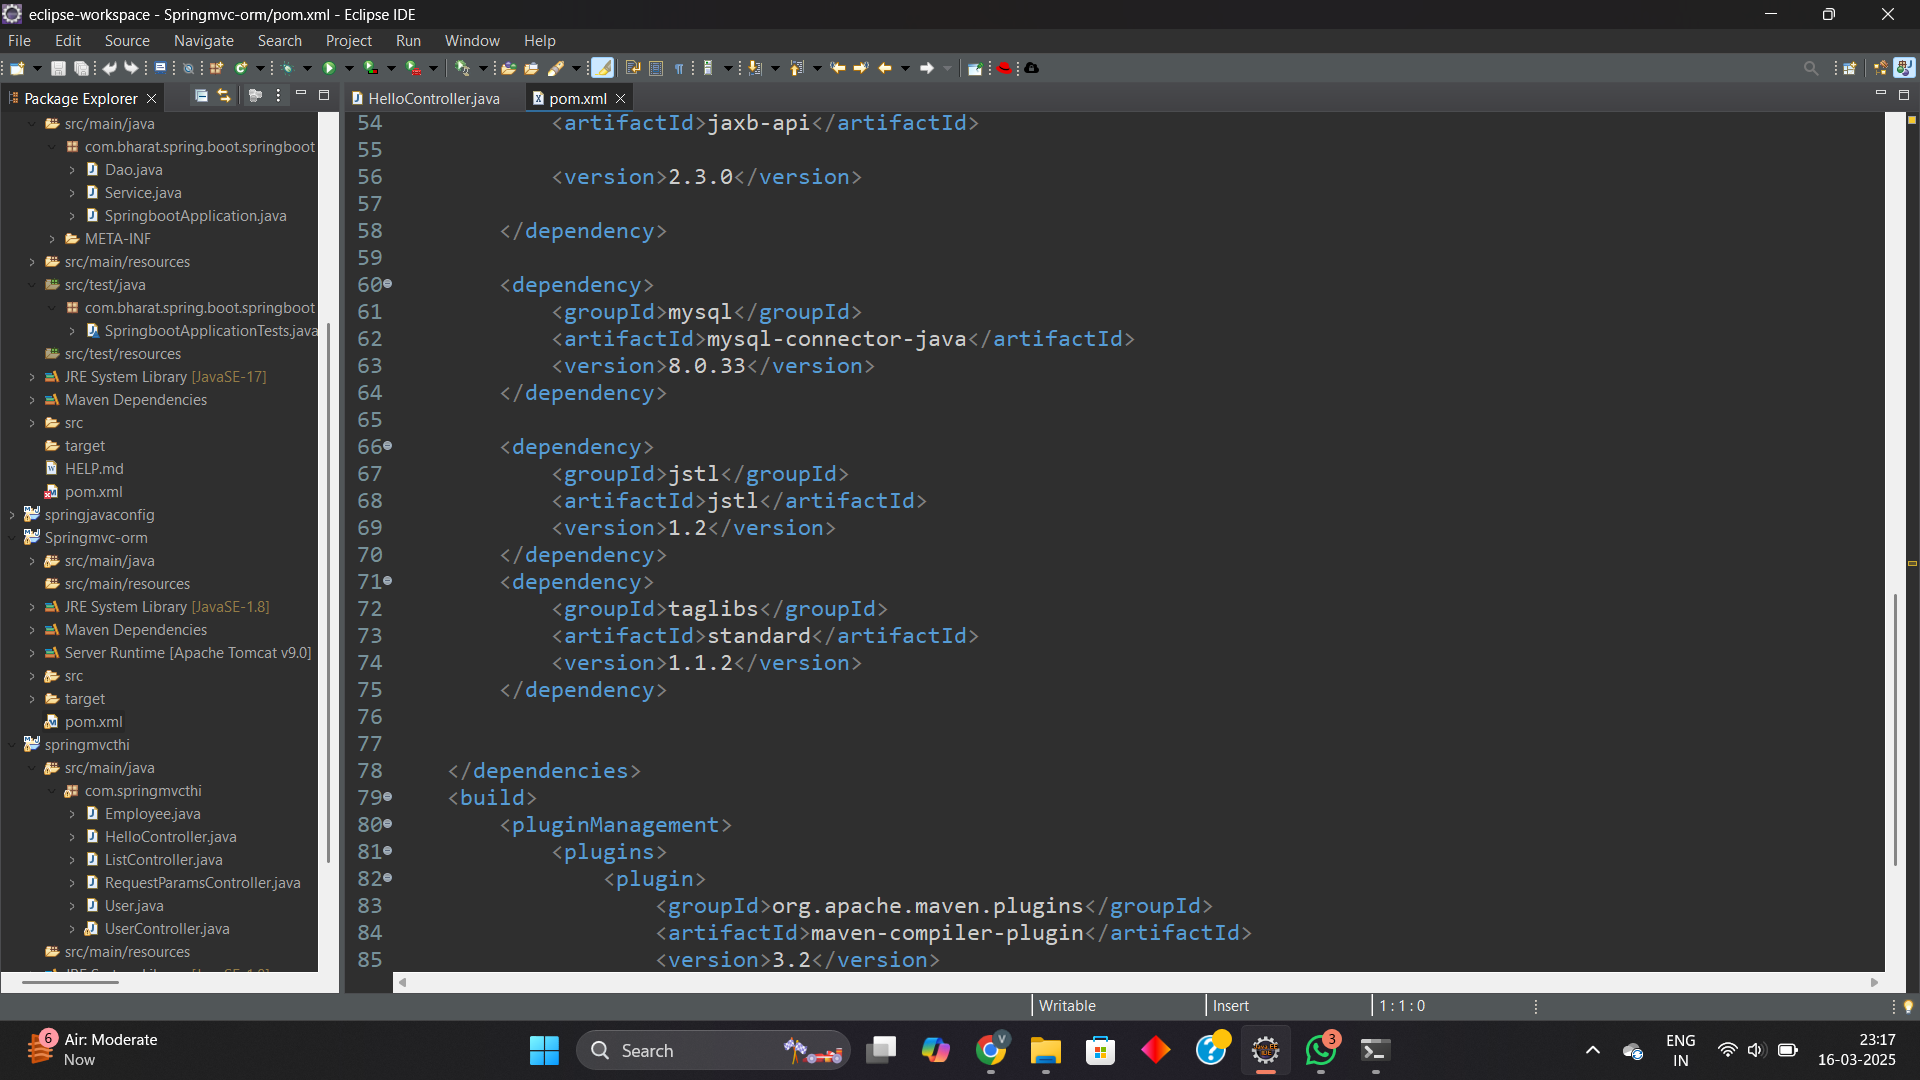 eclipse-workspace - Springmvc-orm/pom.xml - Eclipse IDE
File Edit Source Navigate Search Project Run Window Help
Package Explorer
HelloController.java
pom.xml
src/main/java
com.bharat.spring.boot.springboot
Dao.java
Service.java
SpringbootApplication.java
META-INF
src/main/resources
src/test/java
com.bharat.spring.boot.springboot
SpringbootApplicationTests.java
src/test/resources
JRE System Library [JavaSE-17]
Maven Dependencies
src
target
HELP.md
pom.xml
springjavaconfig
Springmvc-orm
src/main/java
src/main/resources
JRE System Library [JavaSE-1.8]
Maven Dependencies
Server Runtime [Apache Tomcat v9.0]
src
target
pom.xml
springmvcthi
src/main/java
com.springmvcthi
Employee.java
HelloController.java
ListController.java
RequestParamsController.java
User.java
UserController.java
src/main/resources
54 <artifactId>jaxb-api</artifactId>
55
56 <version>2.3.0</version>
57
58 </dependency>
59
60 <dependency>
61 <groupId>mysql</groupId>
62 <artifactId>mysql-connector-java</artifactId>
63 <version>8.0.33</version>
64 </dependency>
65
66 <dependency>
67 <groupId>jstl</groupId>
68 <artifactId>jstl</artifactId>
69 <version>1.2</version>
70 </dependency>
71 <dependency>
72 <groupId>taglibs</groupId>
73 <artifactId>standard</artifactId>
74 <version>1.1.2</version>
75 </dependency>
76
77
78 </dependencies>
79 <build>
80 <pluginManagement>
81 <plugins>
82 <plugin>
83 <groupId>org.apache.maven.plugins</groupId>
84 <artifactId>maven-compiler-plugin</artifactId>
85 <version>3.2</version>
Writable Insert 1 : 1 : 0
6 Air: Moderate
Now
Search
V
3
ENG
IN
23:17
16-03-2025